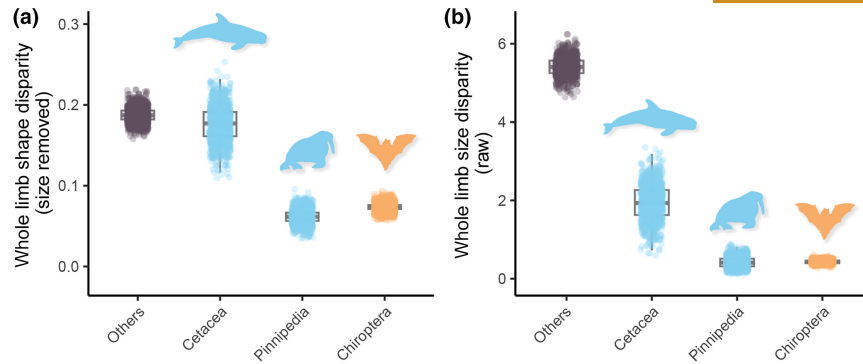 (a)
Whole limb shape disparity
(size removed)
0.3
0.2
0.1
0.0
Others
Cetacea
Pinnipedia
Chiroptera
(b)
Whole limb size disparity
(raw)
6
4
2
0
Others
Cetacea
Pinnipedia
Chiroptera